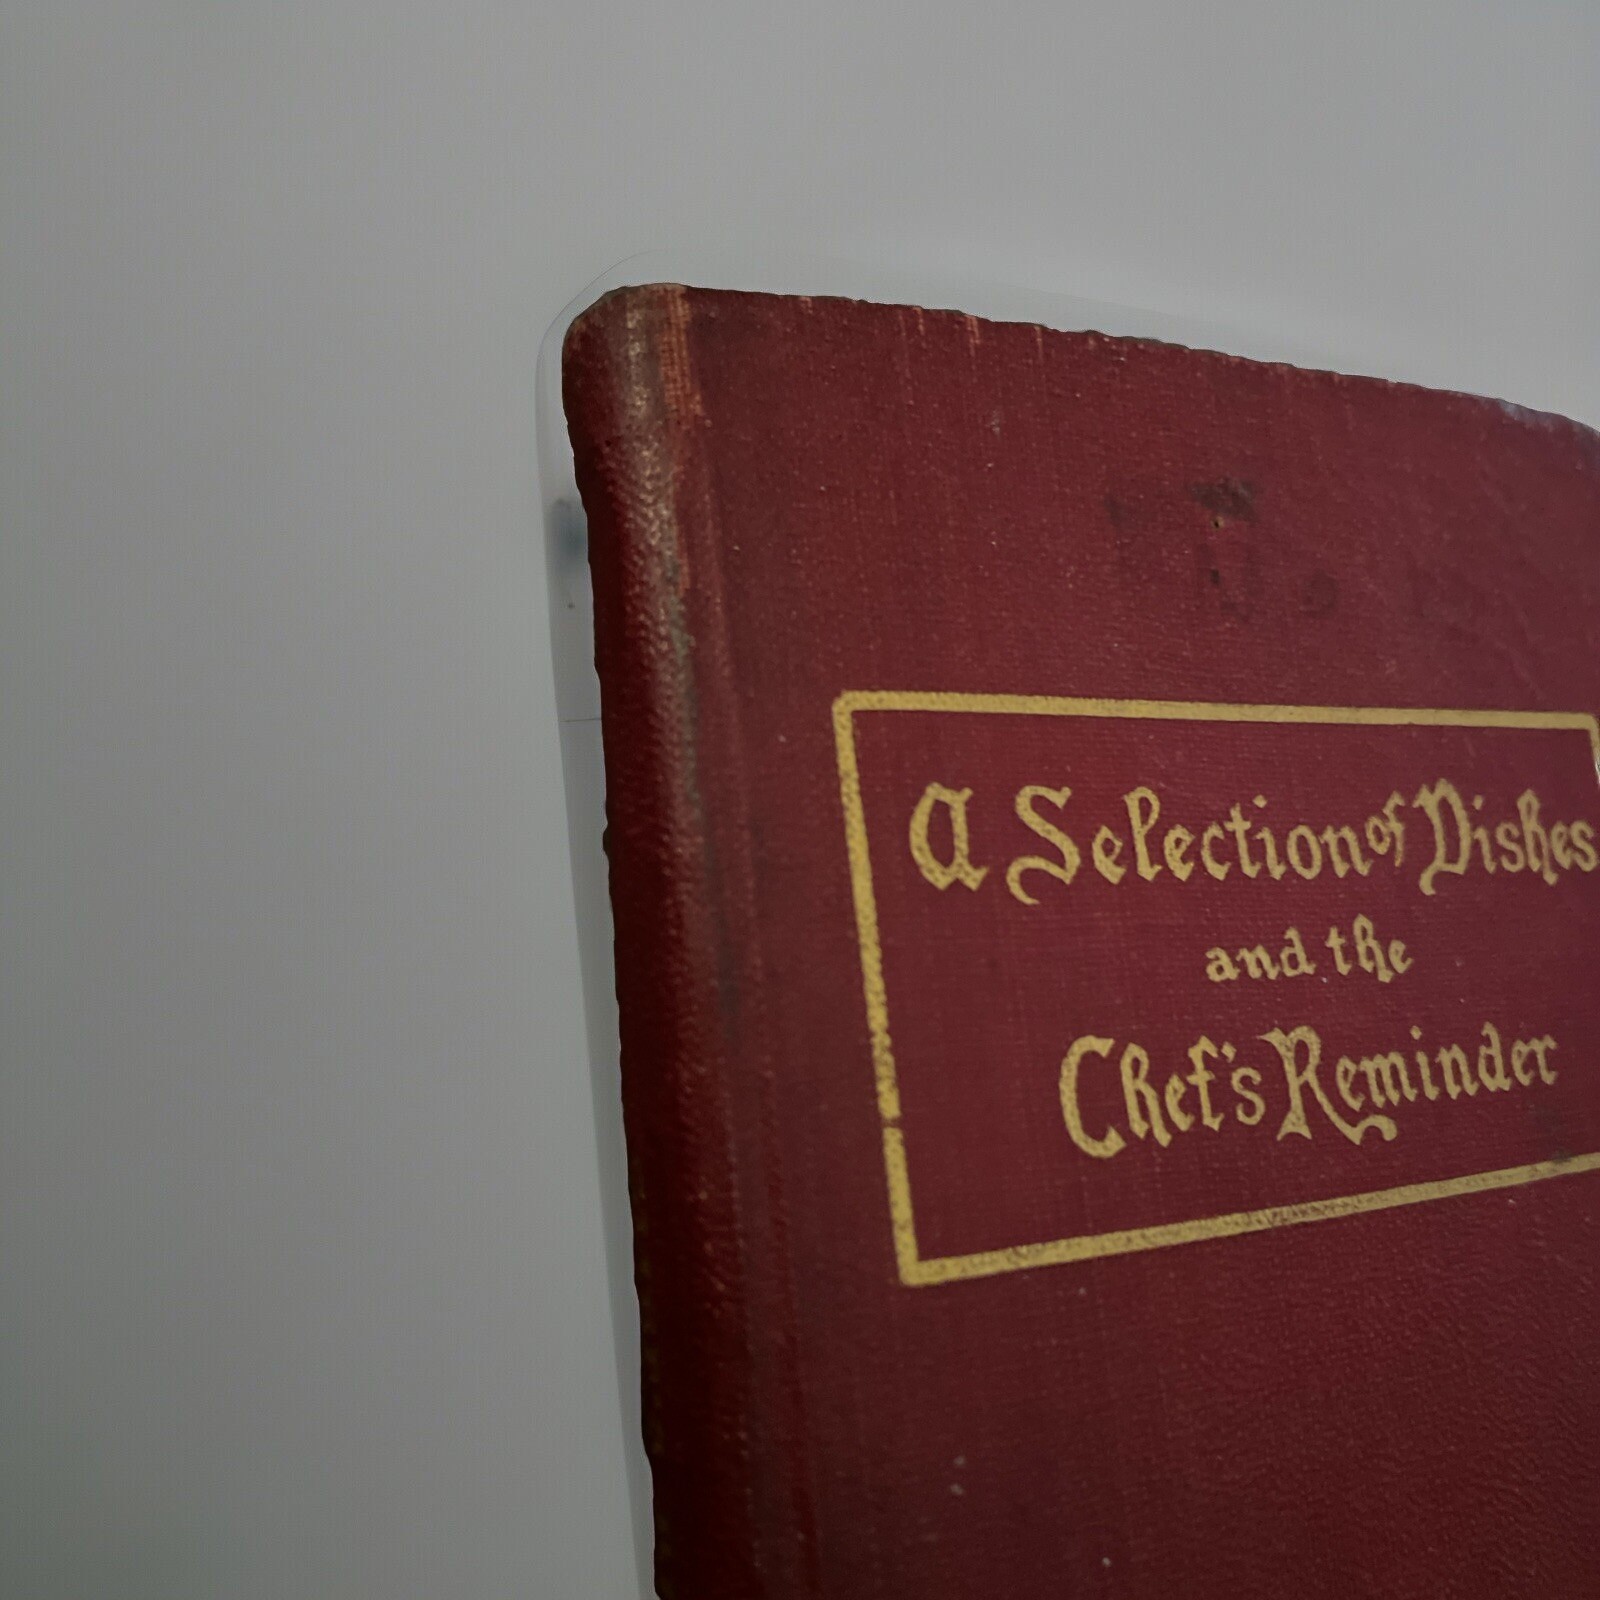 A Selection of Dishes
and the
Chef's Reminder